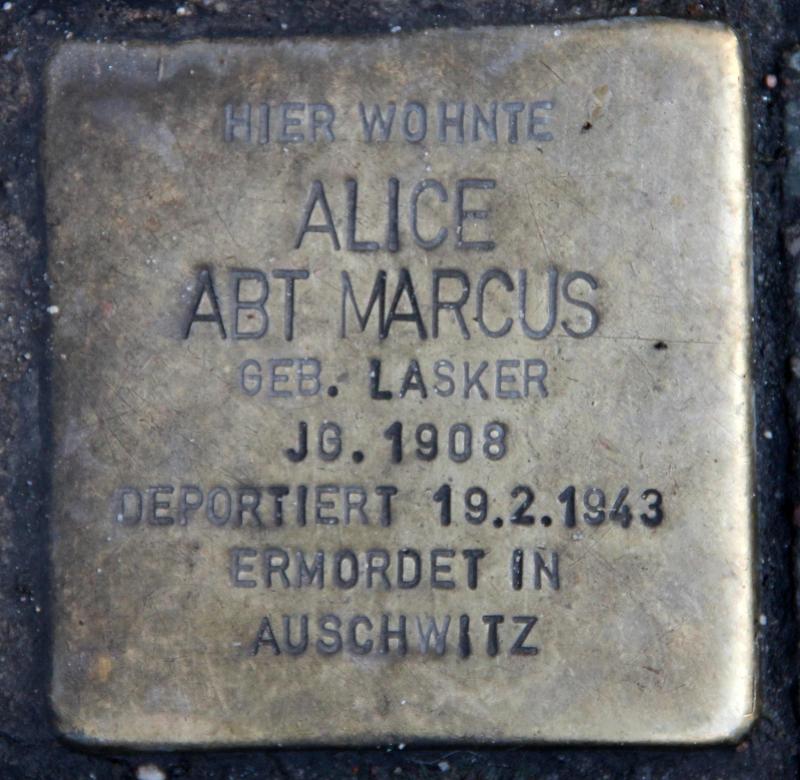 HIER WOHNTE
ALICE
ABT MARCUS
GEB. LASKER
JG. 1908
DEPORTIERT 19.2.1943
ERMORDET IN
AUSCHWITZ